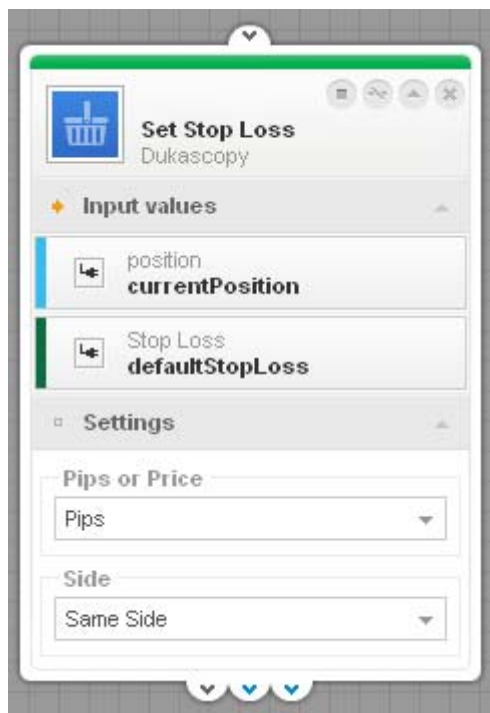 Set Stop Loss
Dukascopy
Input values
position
currentPosition
Stop Loss
defaultStopLoss
Settings
Pips or Price
Pips
Side
Same Side